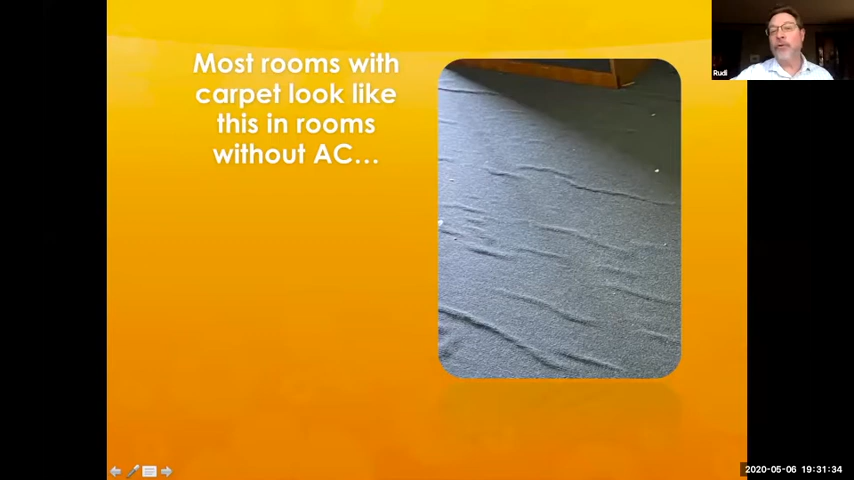 Most rooms with
carpet look like
this in rooms
without AC...
Rudi
2020-05-06 19:31:34